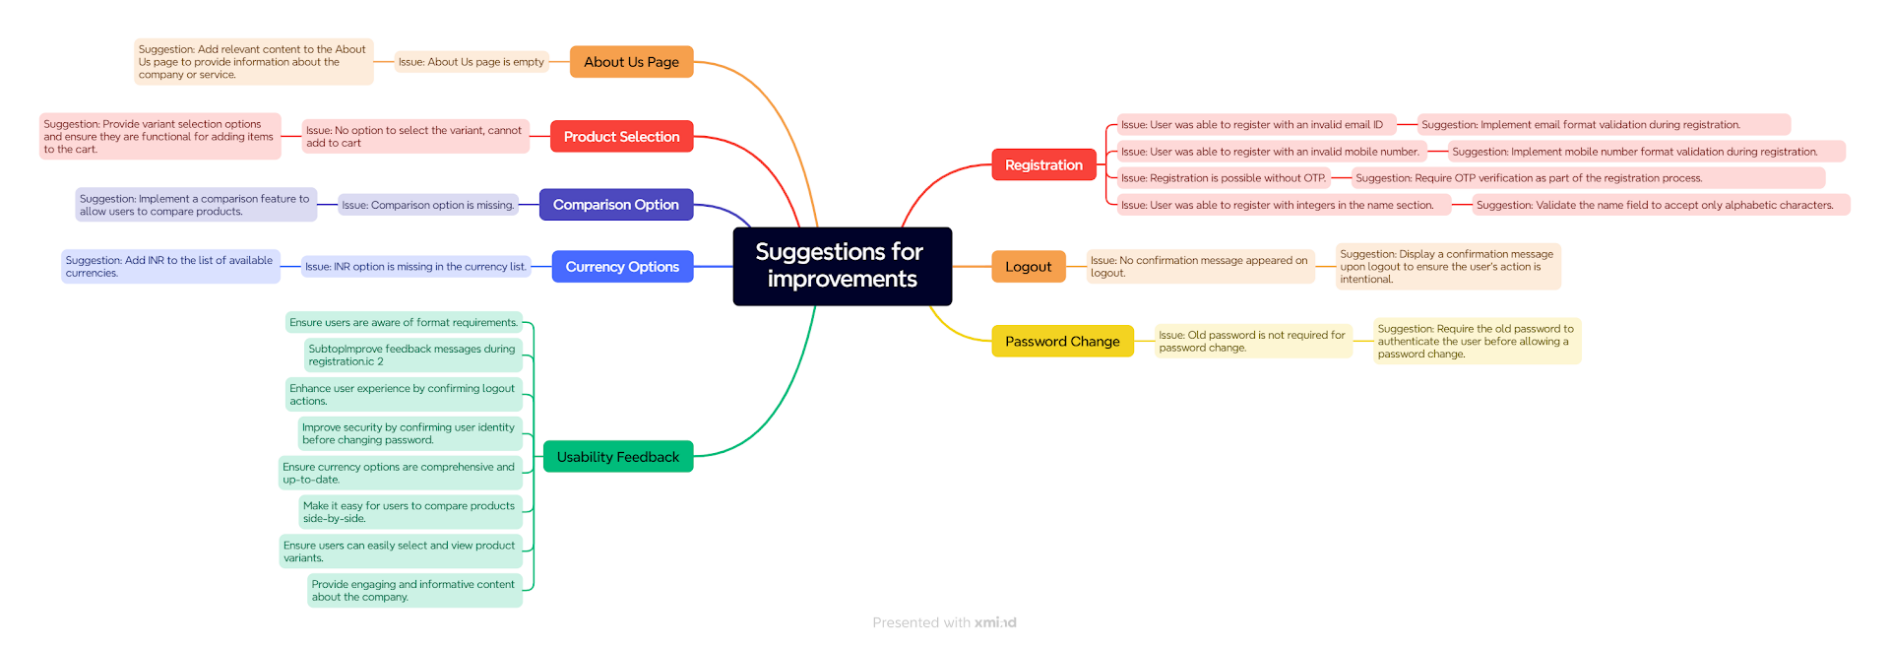 Suggestions for
improvements
Registration
Issue: User was able to register with an invalid email ID
Suggestion: Implement email format validation during registration.
Issue: User was able to register with an invalid mobile number.
Suggestion: Implement mobile number format validation during registration.
Issue: Registration is possible without OTP.
Suggestion: Require OTP verification as part of the registration process.
Issue: User was able to register with integers in the name section.
Suggestion: Validate the name field to accept only alphabetic characters.
Logout
Issue: No confirmation message appeared on
logout.
Suggestion: Display a confirmation message
upon logout to ensure the user's action is
intentional.
Password Change
Issue: Old password is not required for
password change.
Suggestion: Require the old password to
authenticate the user before allowing a
password change.
About Us Page
Issue: About Us page is empty
Suggestion: Add relevant content to the About
Us page to provide information about the
company or service.
Product Selection
Issue: No option to select the variant, cannot
add to cart
Suggestion: Provide variant selection options
and ensure they are functional for adding items
to the cart.
Comparison Option
Issue: Comparison option is missing.
Suggestion: Implement a comparison feature to
allow users to compare products.
Currency Options
Issue: INR option is missing in the currency list.
Suggestion: Add INR to the list of available
currencies.
Usability Feedback
Ensure users are aware of format requirements.
SubtopImprove feedback messages during
registration.ic 2
Enhance user experience by confirming logout
actions.
Improve security by confirming user identity
before changing password.
Ensure currency options are comprehensive and
up-to-date.
Make it easy for users to compare products
side-by-side.
Ensure users can easily select and view product
variants.
Provide engaging and informative content
about the company.
Presented with xmind